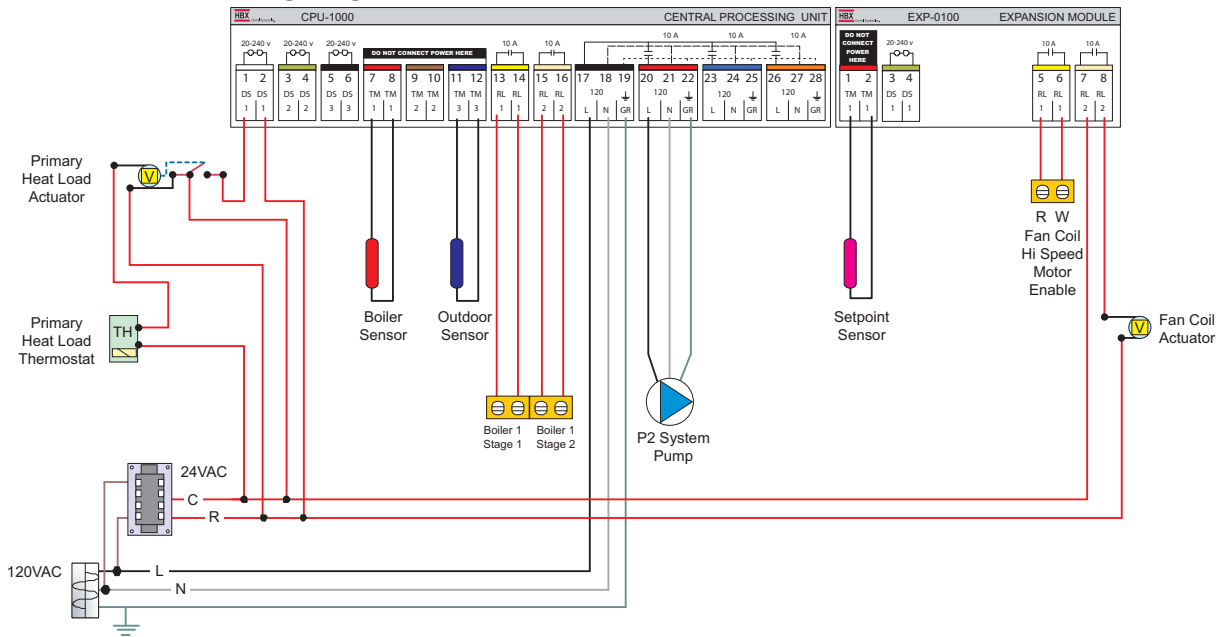 HBX CPU-1000 CENTRAL PROCESSING UNIT HBX EXP-0100 EXPANSION MODULE
20-240 v 20-240 v 20-240 v DO NOT CONNECT POWER HERE 10 A 10 A 10 A 10 A 10 A 10 A
DO NOT
CONNECT
POWER
HERE
20-240 v 10 A 10 A
1 2 3 4 5 6 7 8 9 10 11 12 13 14 15 16 17 18 19 20 21 22 23 24 25 26 27 28 1 2 3 4 5 6 7 8
DS DS DS DS DS DS TM TM TM TM TM TM RL RL RL RL 120 120 120 120 TM TM DS DS RL RL RL RL
1 1 2 2 3 3 1 1 2 2 3 3 1 1 2 2 L N GR L N GR L N GR L N GR 1 1 3 3 1 1 2 2
Primary
Heat Load
Actuator
V
R W
Fan Coil
Hi Speed
Motor
Enable
Boiler
Sensor
Outdoor
Sensor
Setpoint
Sensor
V
Fan Coil
Actuator
Primary
Heat Load
Thermostat
TH
Boiler 1
Stage 1
Boiler 1
Stage 2
P2 System
Pump
24VAC
C
R
120VAC
L
N